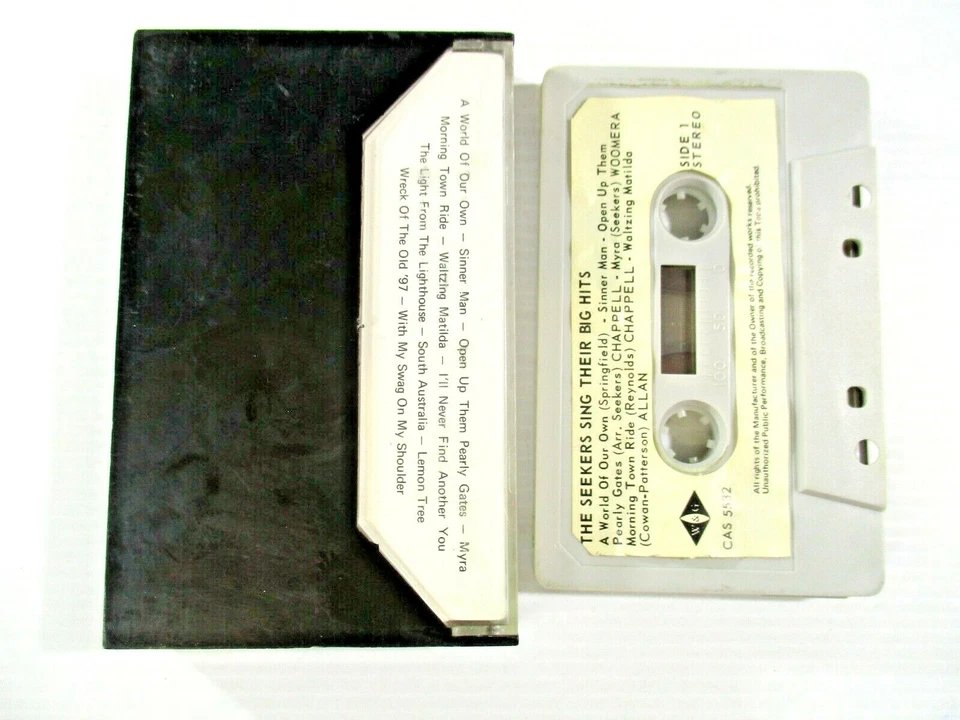 A World Of Our Own — Sinner Man — Open Up Them Pearly Gates — Myra
Morning Town Ride — Waltzing Matilda — I'll Never Find Another You
The Light From The Lighthouse — South Australia — Lemon Tree
Wreck Of The Old '97 — With My Swag On My Shoulder
THE SEEKERS SING THEIR BIG HITS
A World Of Our Own (Springfield) - Sinner Man - Open Up Them
Pearly Gates (Arr. Seekers) CHAPPELL - Myra (Seekers) WOOMERA
Morning Town Ride (Reynolds) CHAPPELL - Waltzing Matilda
(Cowan-Patterson) ALLAN
SIDE 1
STEREO
100 50 0
W&G
CAS 5532
All rights of the Manufacturer and of the Owner of the recorded works reserved.
Unauthorized Public Performance, Broadcasting and Copying of this Tape prohibited.